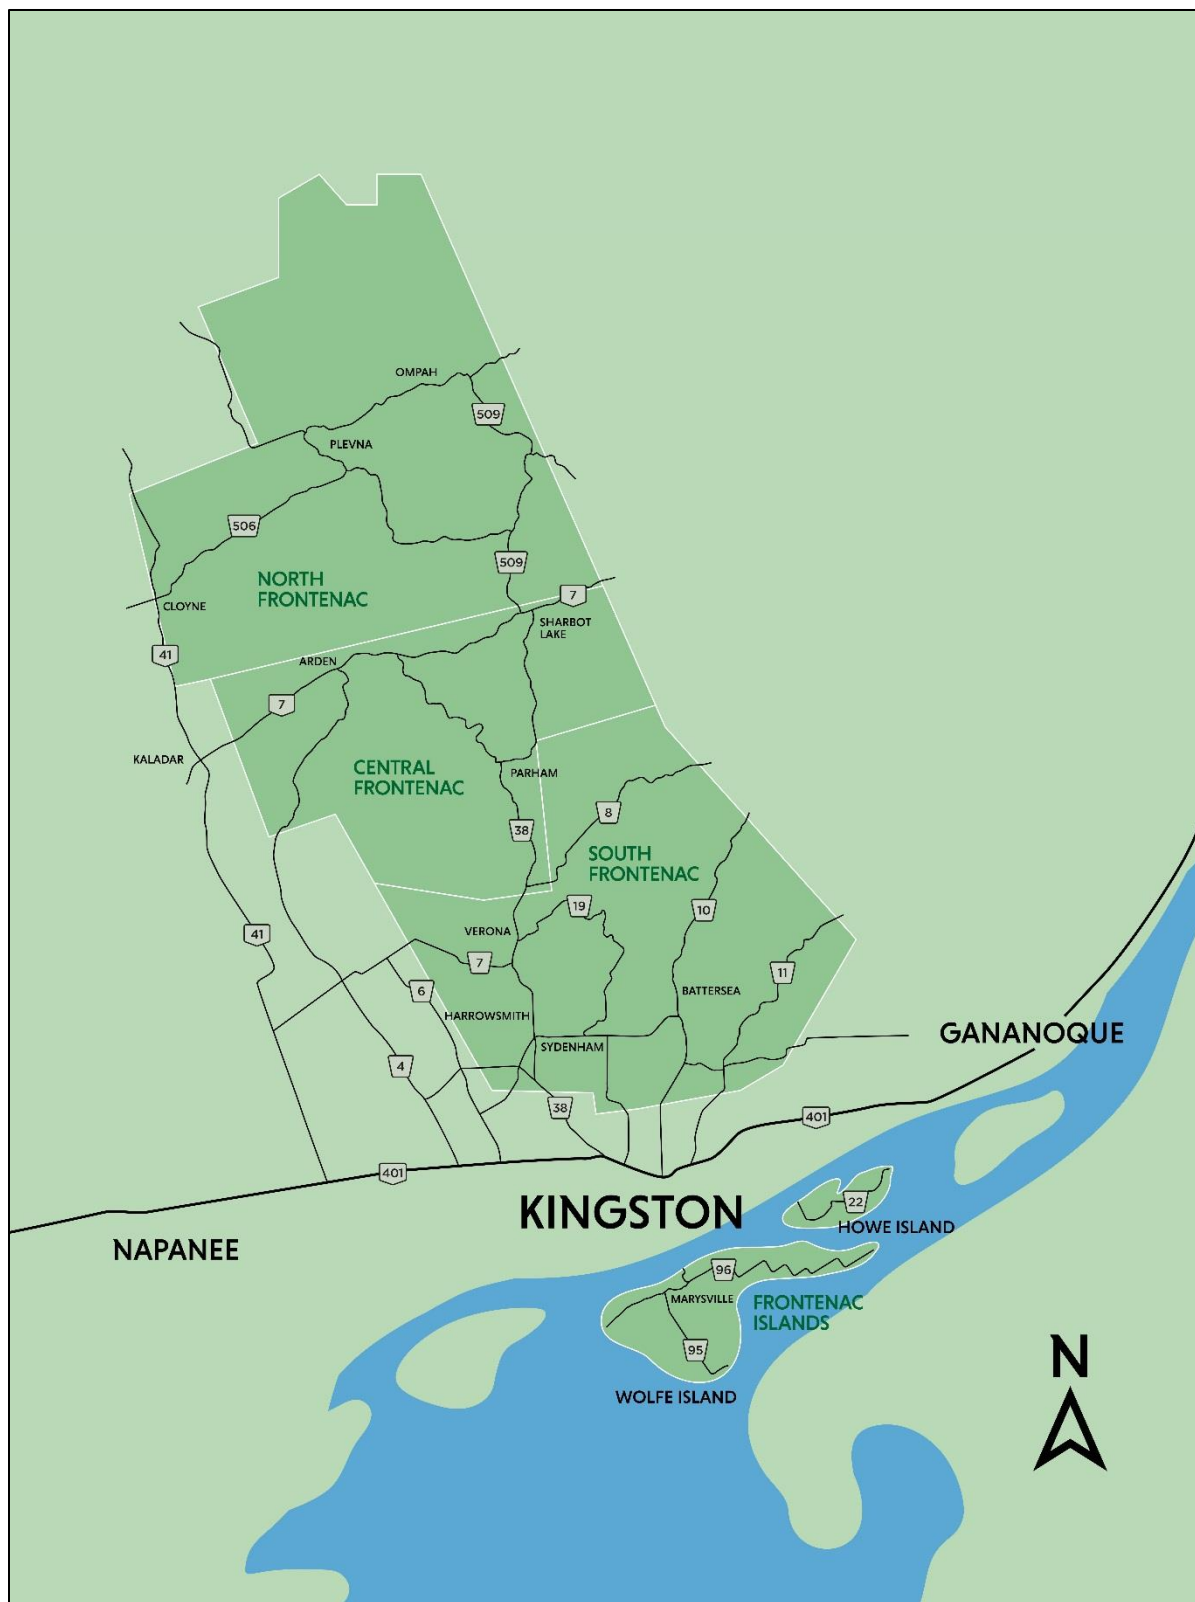 OMPAH
509
PLEVNA
506
509
NORTH
FRONTENAC
7
CLOYNE
SHARBOT
LAKE
41
ARDEN
7
KALADAR
CENTRAL
FRONTENAC
PARHAM
8
38
SOUTH
FRONTENAC
19
10
VERONA
41
7
11
6
BATTERSEA
HARROWSMITH
GANANOQUE
SYDENHAM
4
38
401
401
KINGSTON
22
HOWE ISLAND
NAPANEE
96
MARYSVILLE
FRONTENAC
ISLANDS
95
WOLFE ISLAND
N